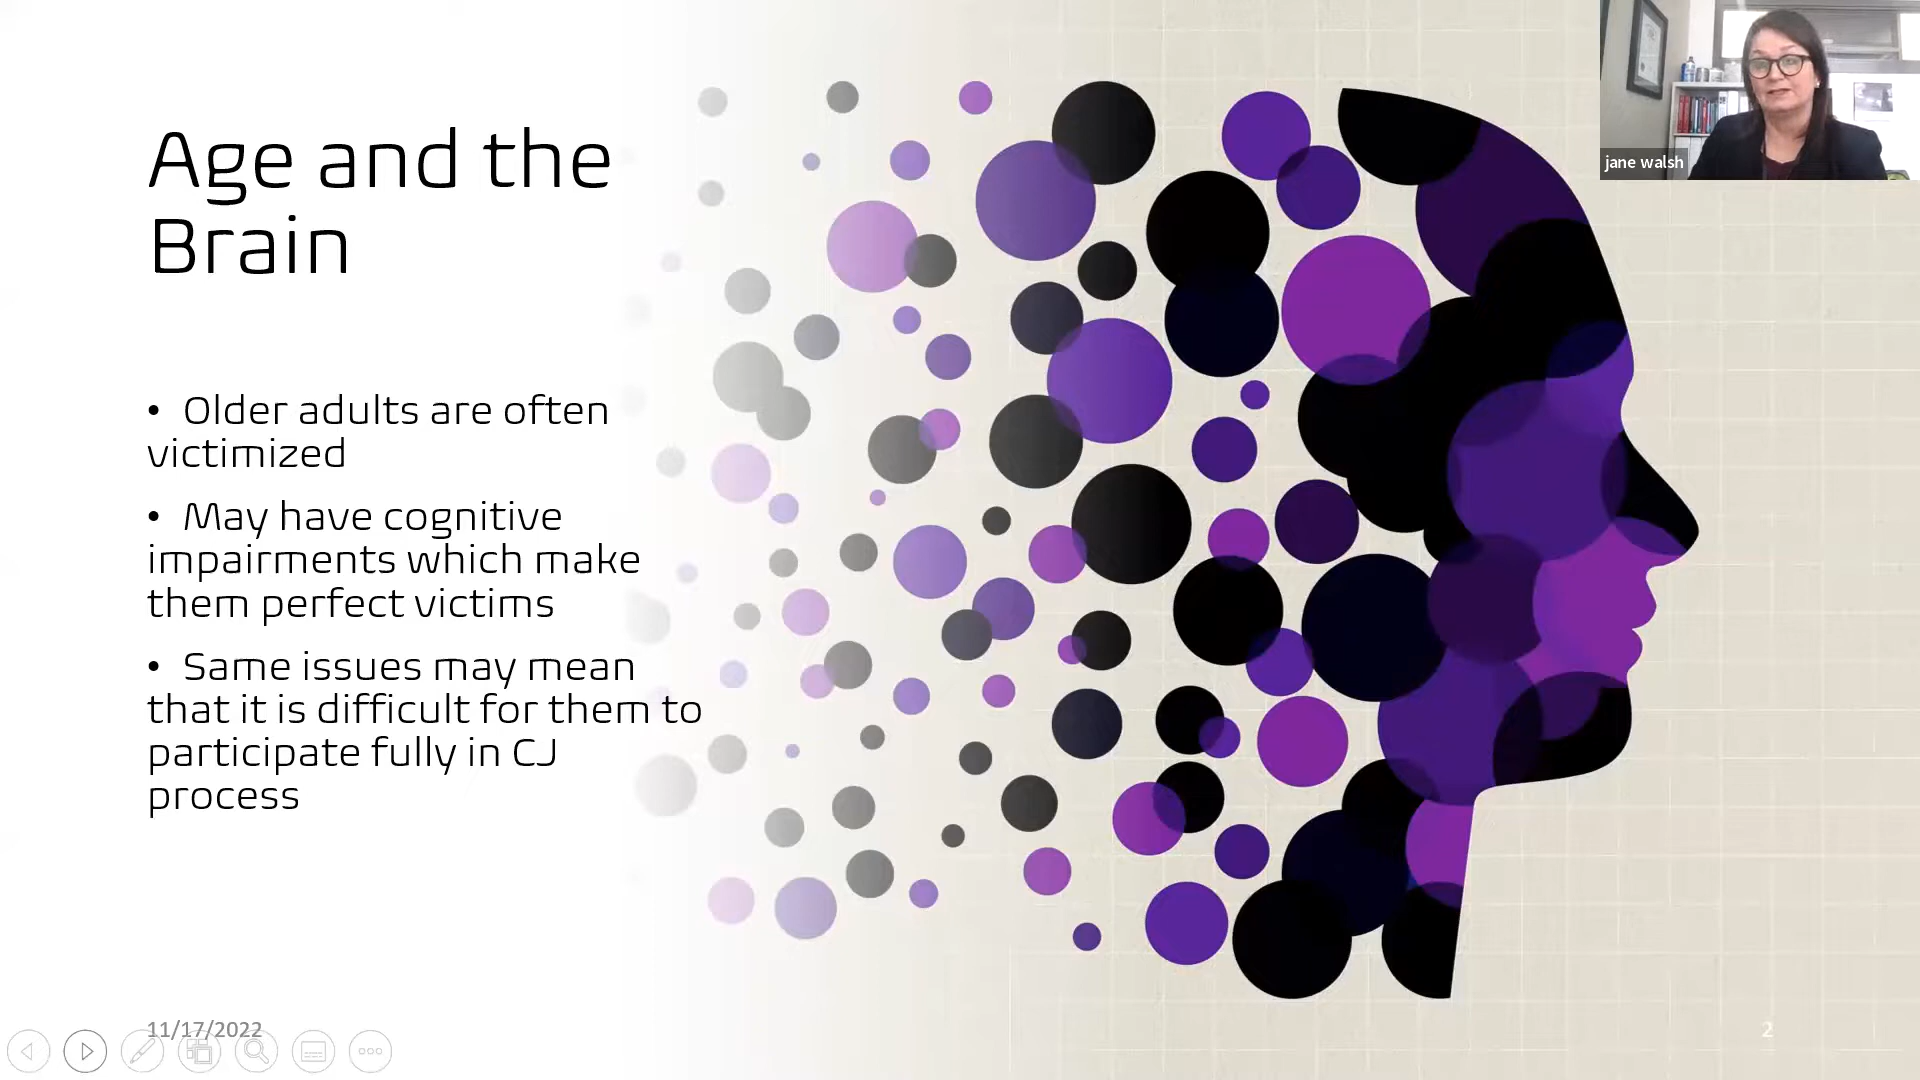 Age and the
Brain
• Older adults are often
victimized
• May have cognitive
impairments which make
them perfect victims
• Same issues may mean
that it is difficult for them to
participate fully in CJ
process
jane walsh
11/17/2022
2